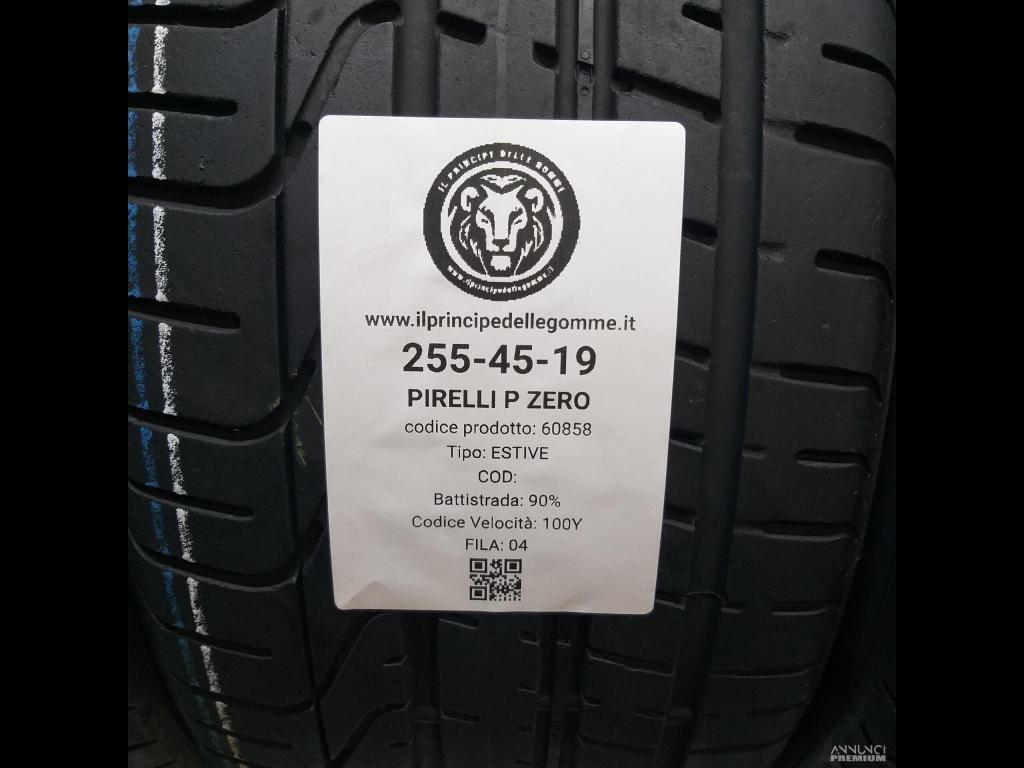 IL PRINCIPE DELLE GOMME
www.ilprincipedellegomme.it
www.ilprincipedellegomme.it
255-45-19
PIRELLI P ZERO
codice prodotto: 60858
Tipo: ESTIVE
COD:
Battistrada: 90%
Codice Velocità: 100Y
FILA: 04
ANNUNCI
PREMIUM